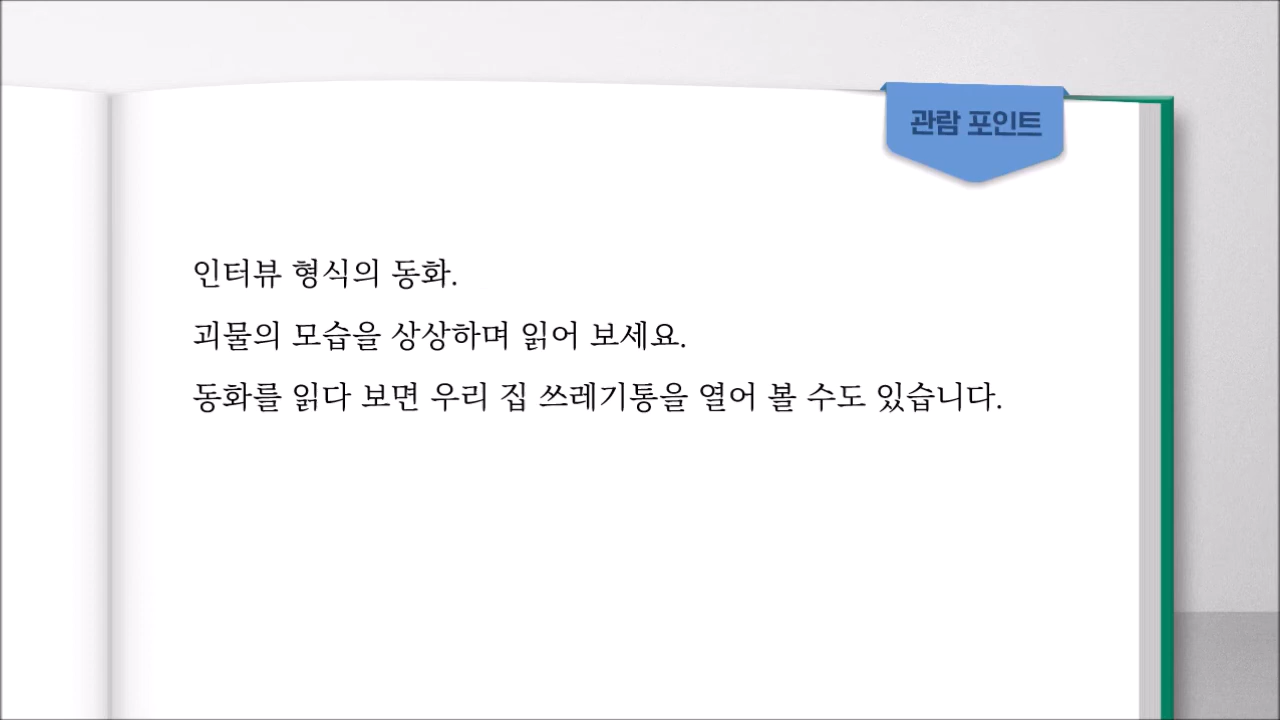 관람 포인트
인터뷰 형식의 동화.
괴물의 모습을 상상하며 읽어 보세요.
동화를 읽다 보면 우리 집 쓰레기통을 열어 볼 수도 있습니다.